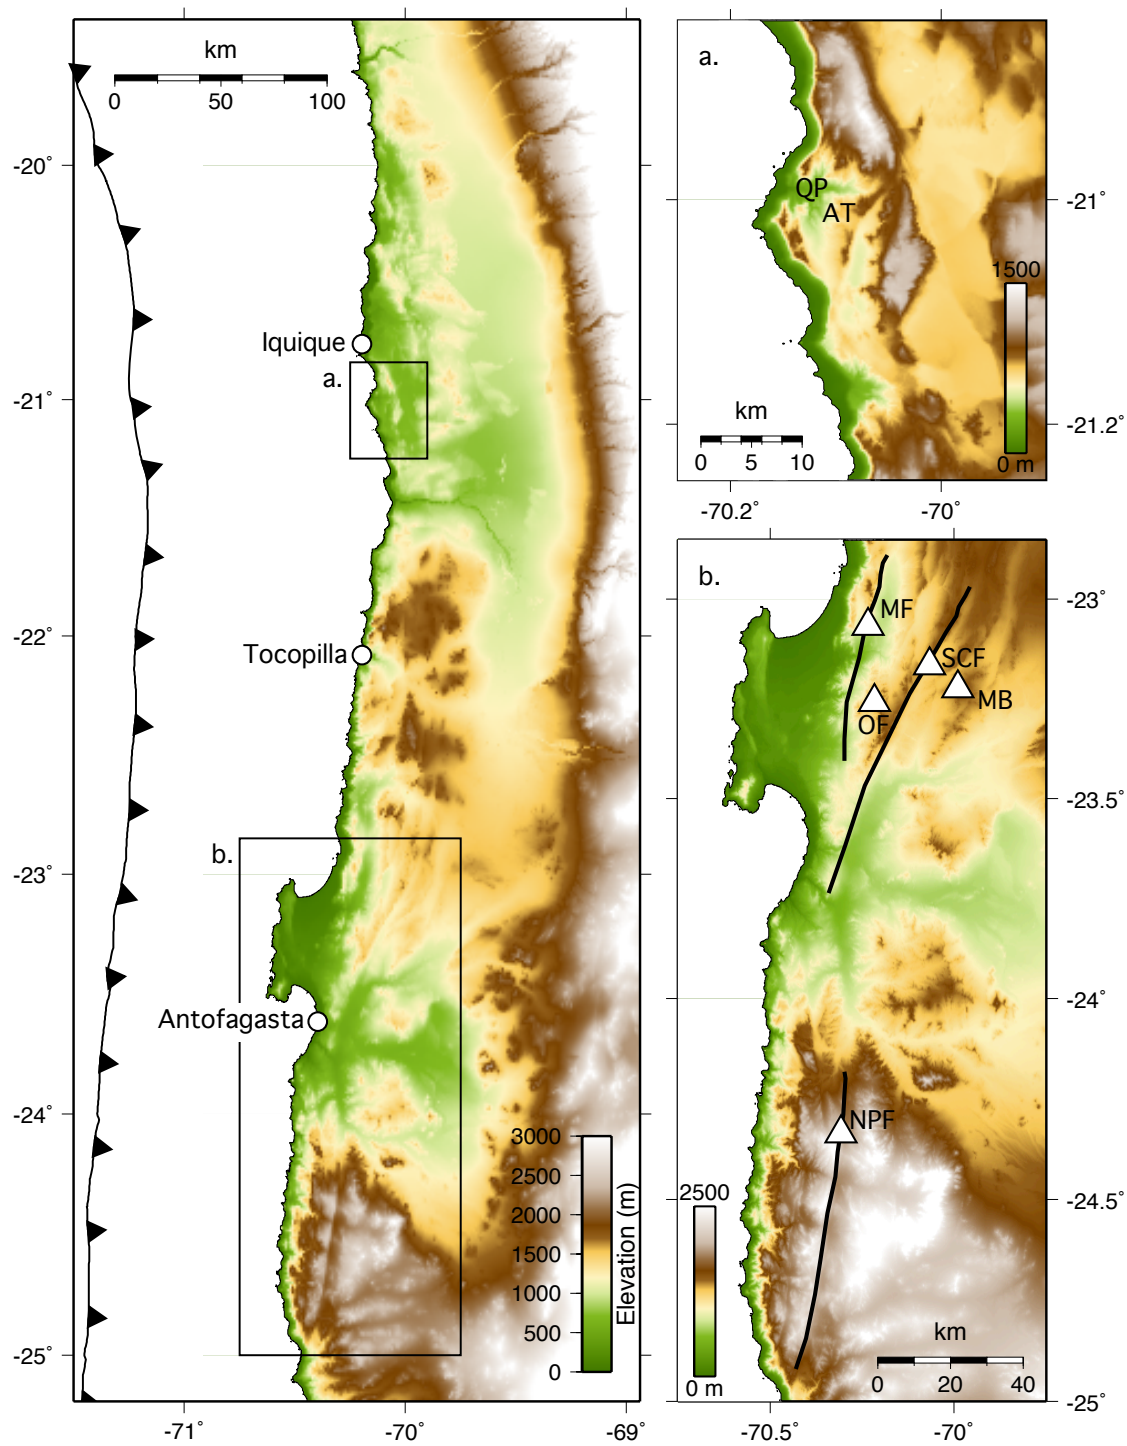 km
0 50 100
-20°
-21°
-22°
-23°
-24°
-25°
Iquique
a.
Tocopilla
b.
Antofagasta
3000
2500
2000
1500
1000
500
0
Elevation (m)
-71° -70° -69°
a.
QP
AT
1500
0 m
km
0 5 10
-21°
-21.2°
-70.2° -70°
b.
MF
SCF
MB
OF
NPF
2500
0 m
km
0 20 40
-23°
-23.5°
-24°
-24.5°
-25°
-70.5° -70°